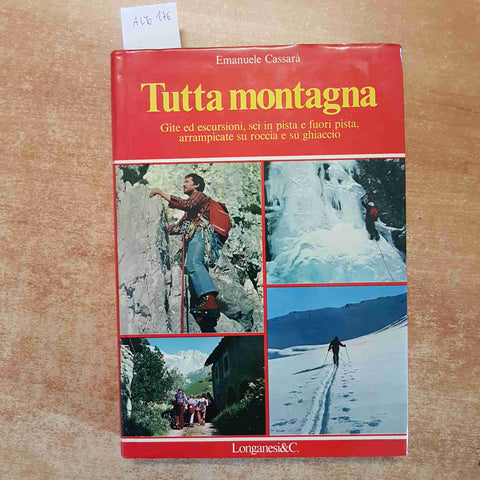 ALB 176
Emanuele Cassarà
Tutta montagna
Gite ed escursioni, sci in pista e fuori pista,
arrampicate su roccia e su ghiaccio
Longanesi&C.